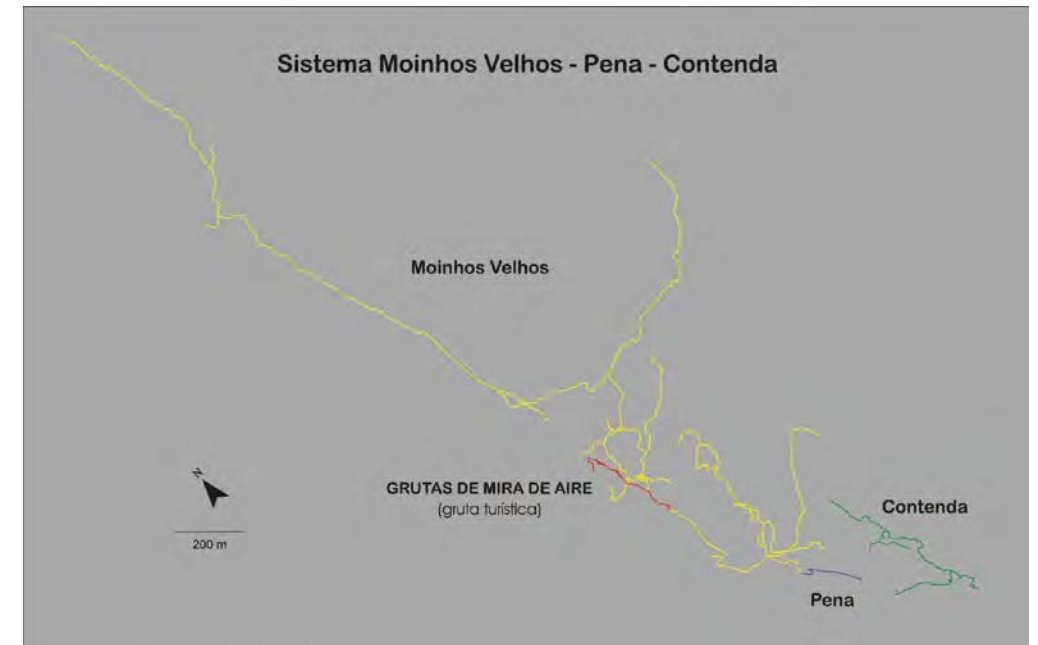 Sistema Moinhos Velhos - Pena - Contenda
Moinhos Velhos
GRUTAS DE MIRA DE AIRE
(gruta turística)
N
200 m
Contenda
Pena